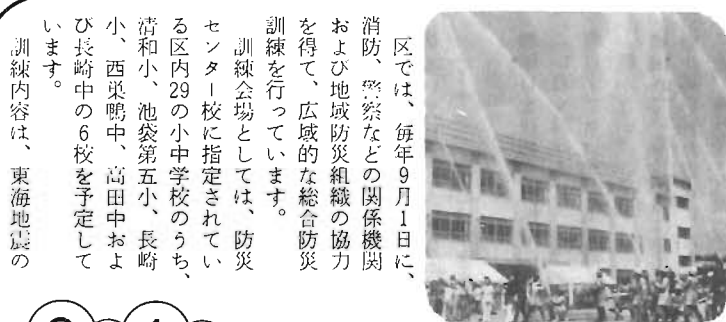 区では、毎年9月1日に、
消防、警察などの関係機関
および地域防災組織の協力
を得て、広域的な総合防災
訓練を行っています。
訓練会場としては、防災
センター校に指定されてい
る区内29の小中学校のうち、
清和小、池袋第五小、長崎
小、西巣鴨中、高田中およ
び長崎中の6校を予定して
います。
訓練内容は、東海地震の